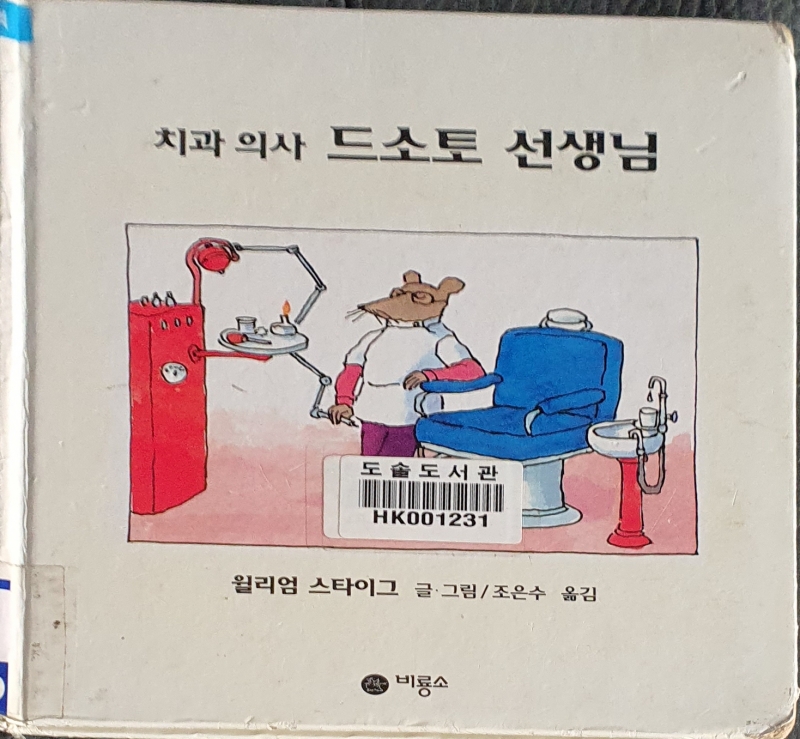 치과 의사 드소토 선생님
도솔도서관
HK001231
윌리엄 스타이그 글·그림/조은수 옮김
비룡소